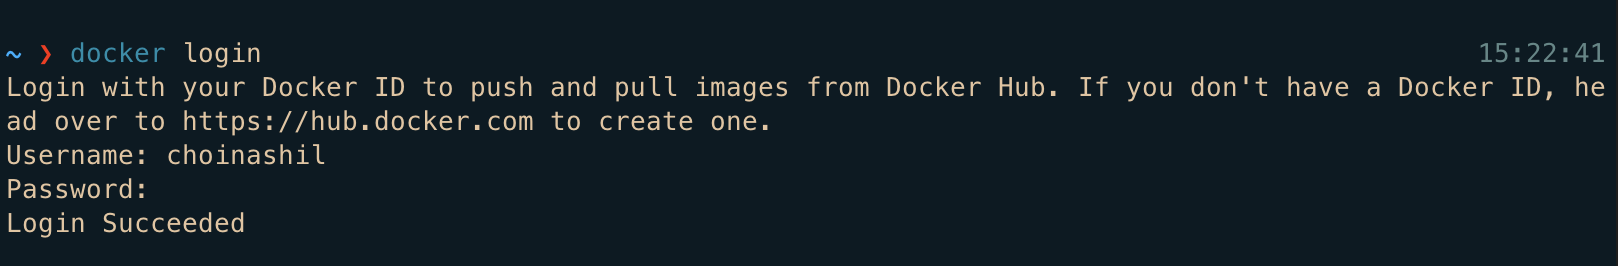 ~ ❯ docker login 15:22:41
Login with your Docker ID to push and pull images from Docker Hub. If you don't have a Docker ID, he
ad over to https://hub.docker.com to create one.
Username: choinashil
Password:
Login Succeeded